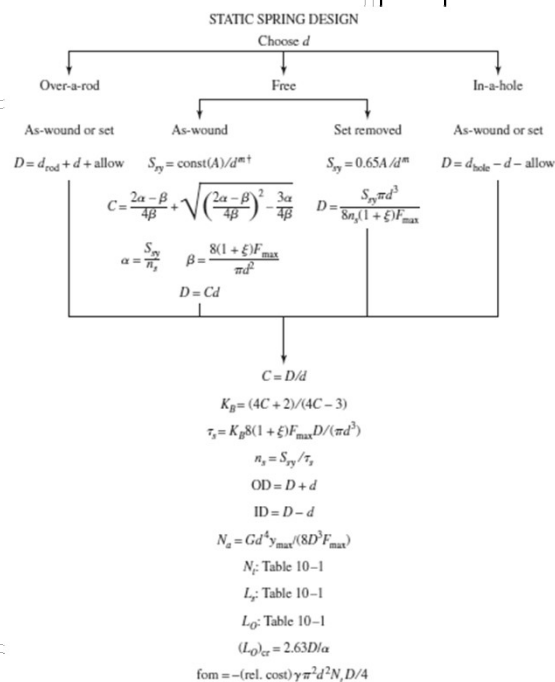 STATIC SPRING DESIGN
Choose d
Over-a-rod
Free
In-a-hole
As-wound or set
As-wound
Set removed
As-wound or set
D = d_rod + d + allow
S_sy = const(A)/d^m †
S_sy = 0.65A/d^m
D = d_hole − d − allow
C = (2α − β)/4β + √(((2α − β)/4β)² − 3α/4β)
D = S_sy πd³/(8n_s(1 + ξ)F_max)
α = S_sy/n_s
β = 8(1 + ξ)F_max/πd²
D = Cd
C = D/d
K_B = (4C + 2)/(4C − 3)
τ_s = K_B8(1 + ξ)F_maxD/(πd³)
n_s = S_sy/τ_s
OD = D + d
ID = D − d
N_a = Gd⁴y_max/(8D³F_max)
N_t: Table 10–1
L_s: Table 10–1
L_O: Table 10–1
(L_O)_cr = 2.63D/α
fom = −(rel. cost) γπ²d²N_tD/4